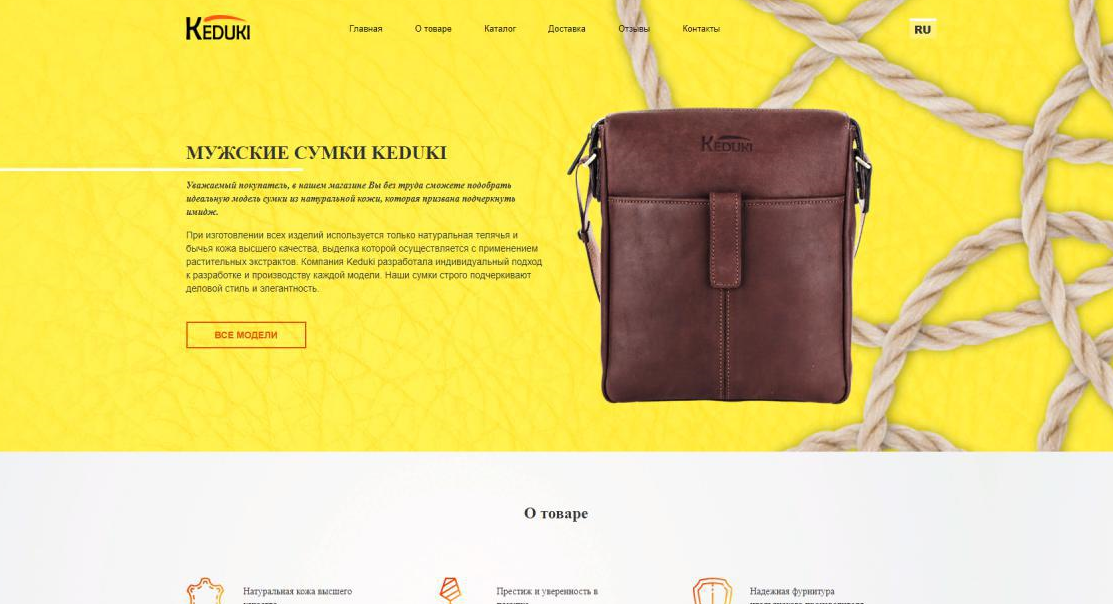 KEDUKI
Главная
О товаре
Каталог
Доставка
Отзывы
Контакты
RU
KEDUKI
МУЖСКИЕ СУМКИ KEDUKI
Уважаемый покупатель, в нашем магазине Вы без труда сможете подобрать
идеальную модель сумки из натуральной кожи, которая призвана подчеркнуть
имидж.
При изготовлении всех изделий используется только натуральная телячья и
бычья кожа высшего качества, выделка которой осуществляется с применением
растительных экстрактов. Компания Keduki разработала индивидуальный подход
к разработке и производству каждой модели. Наши сумки строго подчеркивают
деловой стиль и элегантность.
ВСЕ МОДЕЛИ
О товаре
Натуральная кожа высшего
Престиж и уверенность в
Надежная фурнитура